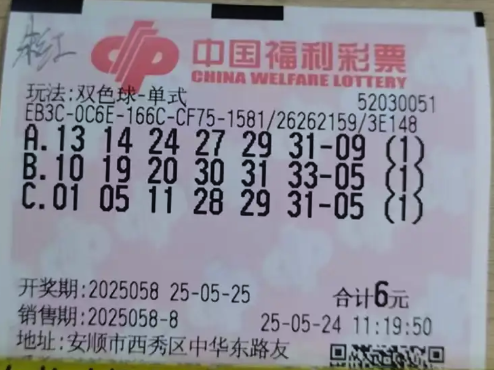 中国福利彩票
CHINA WELFARE LOTTERY
玩法:双色球-单式 52030051
EB3C-0C6E-166C-CF75-1581/26262159/3E148
A.13 14 24 27 29 31-09 (1)
B.10 19 20 30 31 33-05 (1)
C.01 05 11 28 29 31-05 (1)
开奖期:2025058 25-05-25 合计6元
销售期:2025058-8 25-05-24 11:19:50
地址:安顺市西秀区中华东路友